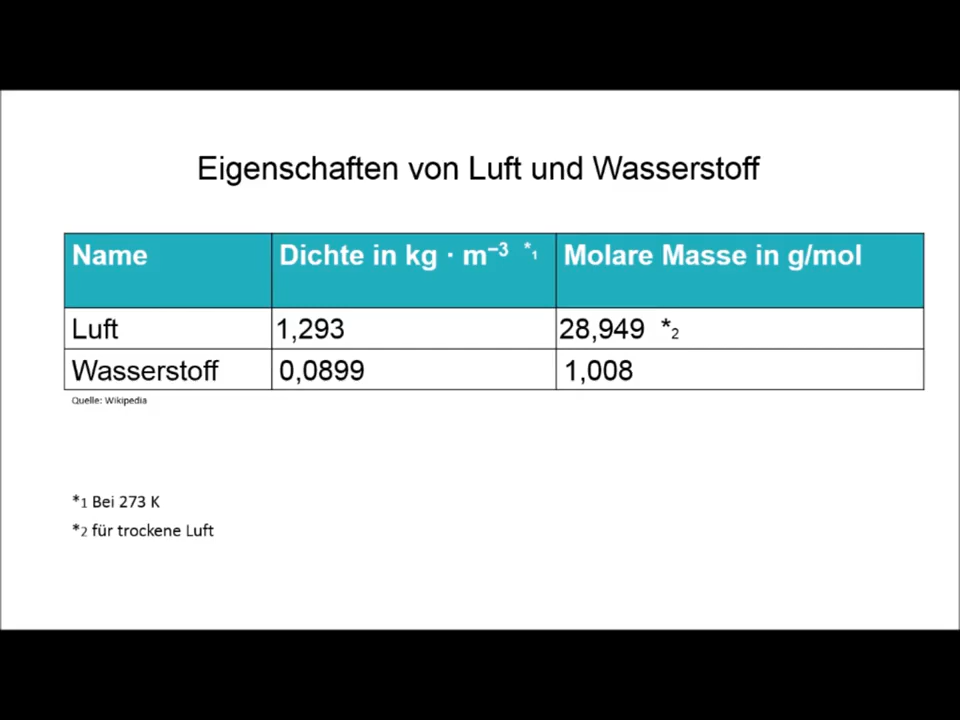 Eigenschaften von Luft und Wasserstoff
Name Dichte in kg · m⁻³ *₁ Molare Masse in g/mol
Luft 1,293 28,949 *₂
Wasserstoff 0,0899 1,008
Quelle: Wikipedia
*₁ Bei 273 K
*₂ für trockene Luft